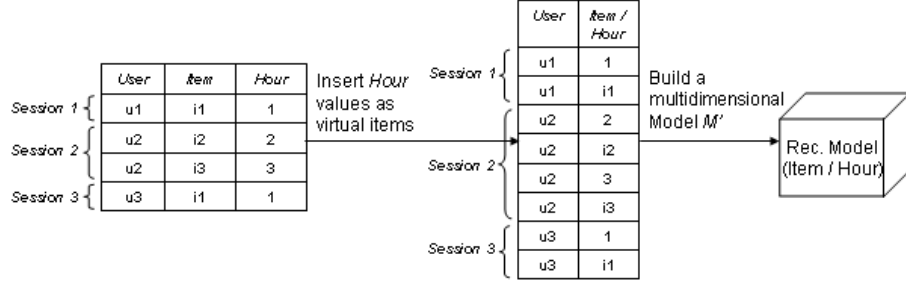 User Item Hour
Session 1 u1 i1 1
Session 2 u2 i2 2
u2 i3 3
Session 3 u3 i1 1
Insert Hour
values as
virtual items
User Item /
Hour
Session 1 u1 1
u1 i1
Session 2 u2 2
u2 i2
u2 3
u2 i3
Session 3 u3 1
u3 i1
Build a
multidimensional
Model M'
Rec. Model
(Item / Hour)